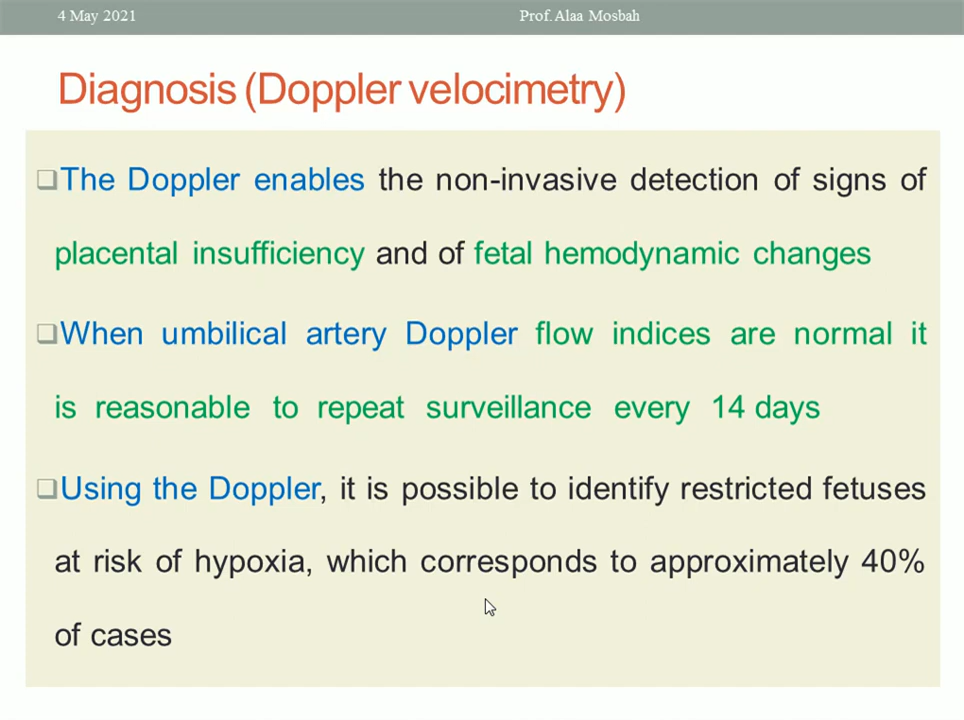 4 May 2021
Prof.Alaa Mosbah
Diagnosis (Doppler velocimetry)
The Doppler enables the non-invasive detection of signs of
placental insufficiency and of fetal hemodynamic changes
When umbilical artery Doppler flow indices are normal it
is reasonable to repeat surveillance every 14 days
Using the Doppler, it is possible to identify restricted fetuses
at risk of hypoxia, which corresponds to approximately 40%
of cases